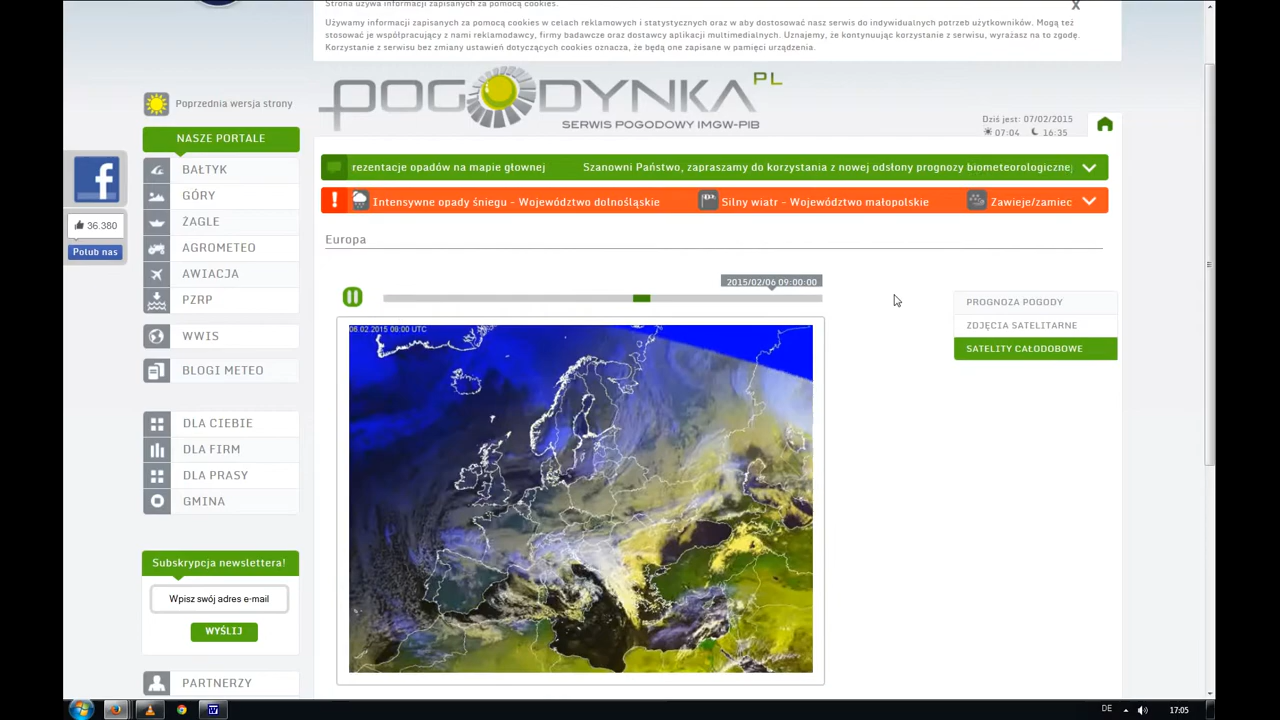 Strona używa informacji zapisanych za pomocą cookies.
X
Używamy informacji zapisanych za pomocą cookies w celach reklamowych i statystycznych oraz w aby dostosować nasz serwis do indywidualnych potrzeb użytkowników. Mogą też
stosować je współpracujący z nami reklamodawcy, firmy badawcze oraz dostawcy aplikacji multimedialnych. Uznajemy, że kontynuując korzystanie z serwisu, wyrażasz na to zgodę.
Korzystanie z serwisu bez zmiany ustawień dotyczących cookies oznacza, że będą one zapisane w pamięci urządzenia.
POGODYNKA PL
SERWIS POGODOWY IMGW-PIB
Poprzednia wersja strony
Dziś jest: 07/02/2015
07:04 16:35
NASZE PORTALE
BAŁTYK
GÓRY
ŻAGLE
AGROMETEO
AWIACJA
PZRP
WWIS
BLOGI METEO
DLA CIEBIE
DLA FIRM
DLA PRASY
GMINA
f
36.380
Polub nas
rezentacje opadów na mapie głownej Szanowni Państwo, zapraszamy do korzystania z nowej odsłony prognozy biometeorologicznej
! Intensywne opady śniegu - Województwo dolnośląskie Silny wiatr - Województwo małopolskie Zawieje/zamiec
Europa
2015/02/06 09:00:00
06.02.2015 09:00 UTC
PROGNOZA POGODY
ZDJĘCIA SATELITARNE
SATELITY CAŁODOBOWE
Subskrypcja newslettera!
Wpisz swój adres e-mail
WYŚLIJ
PARTNERZY
DE 17:05